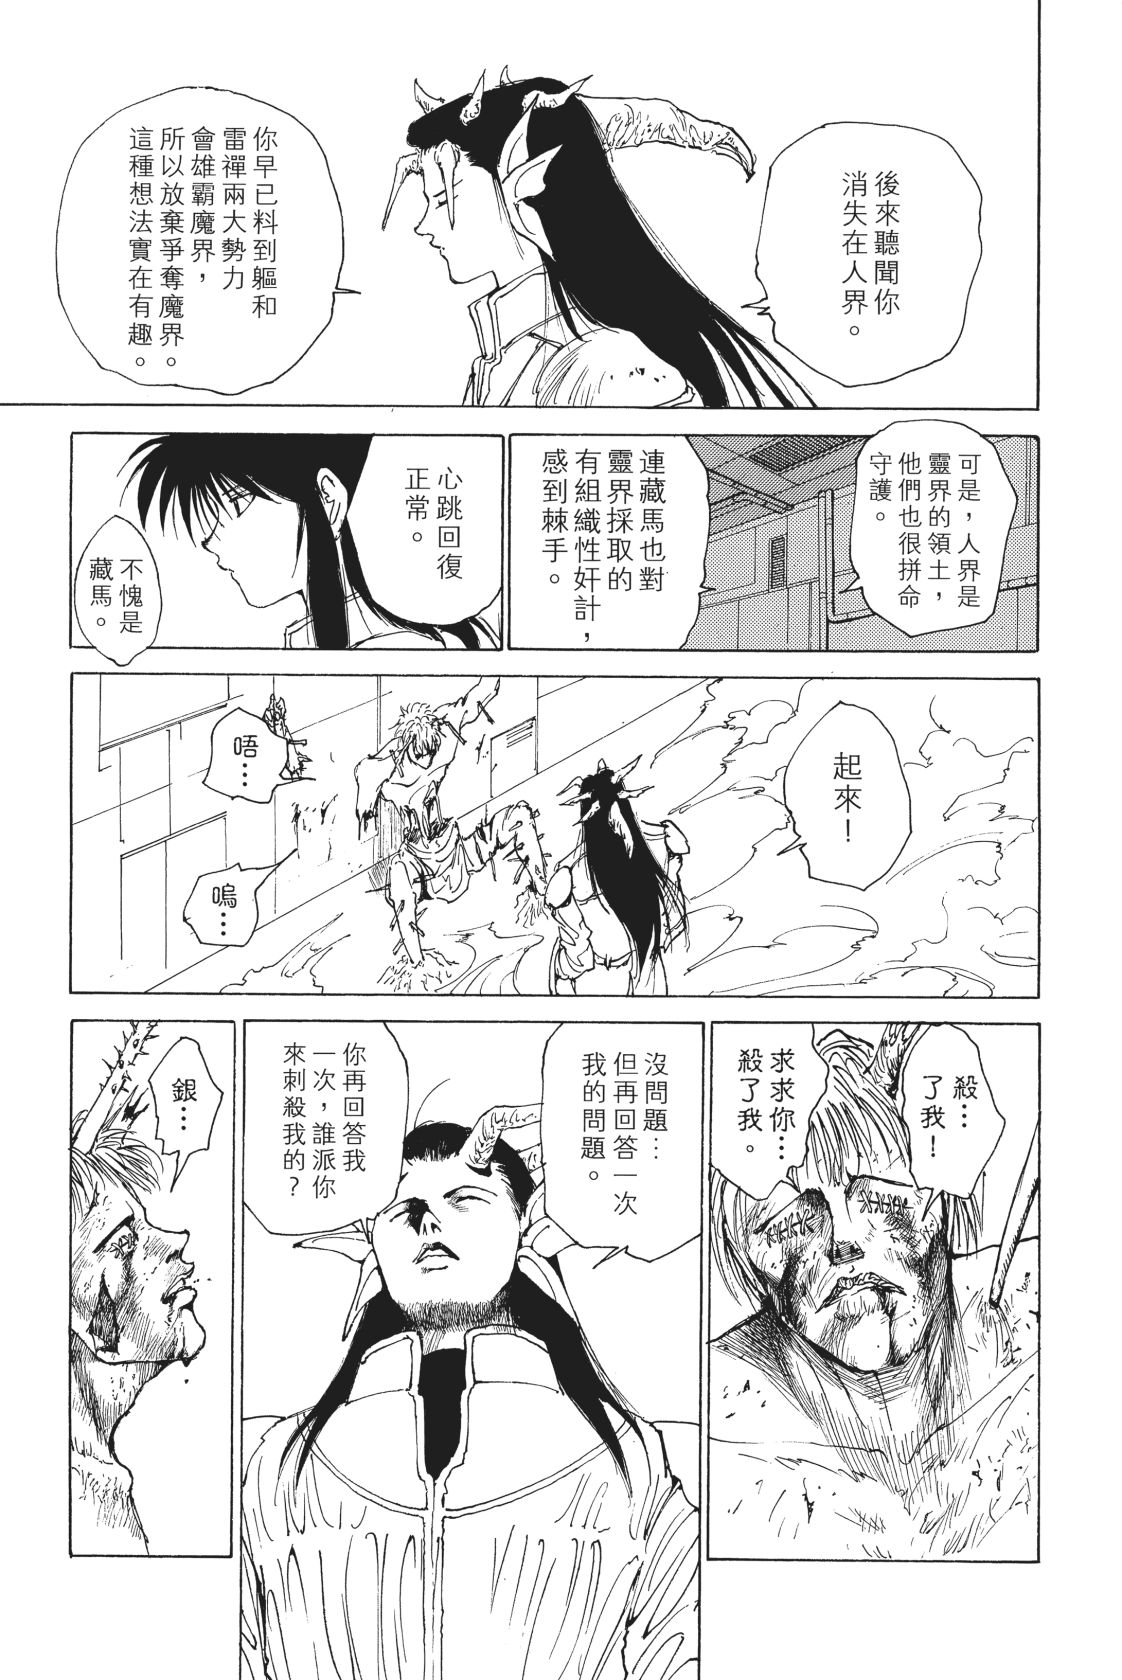 後來聽聞你
消失在人界。
你早已料到軀和
雷禪兩大勢力
會雄霸魔界，
所以放棄爭奪魔界。
這種想法實在有趣。
可是，人界是
靈界的領土，
他們也很拼命
守護。
連藏馬也對
靈界採取的
有組織性奸計，
感到棘手。
心跳回復
正常。
不愧是
藏馬。
起來！
唔…
嗚…
殺…
了我！
求求你…
殺了我。
沒問題…
但再回答一次
我的問題。
你再回答我
一次，誰派你
來刺殺我的？
銀…